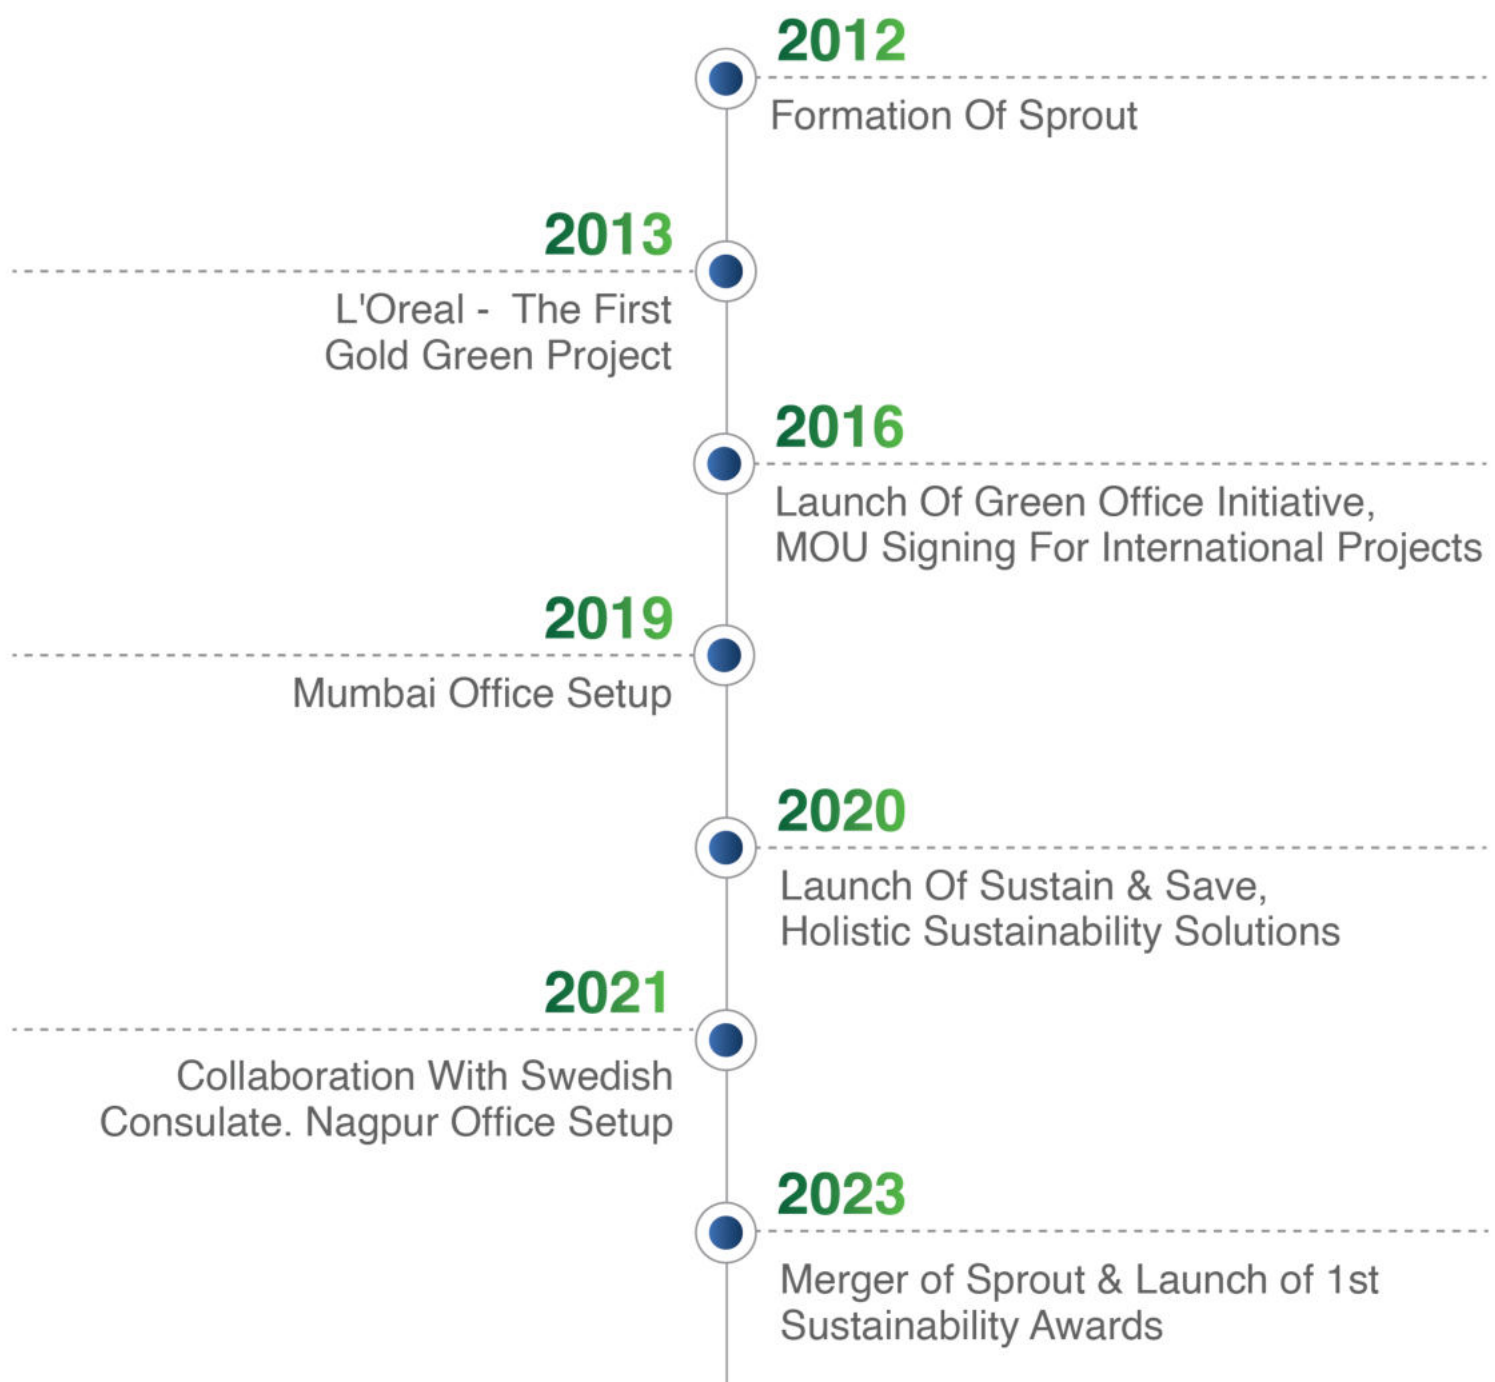 2012
Formation Of Sprout
2013
L'Oreal -  The First
Gold Green Project
2016
Launch Of Green Office Initiative,
MOU Signing For International Projects
2019
Mumbai Office Setup
2020
Launch Of Sustain & Save,
Holistic Sustainability Solutions
2021
Collaboration With Swedish
Consulate. Nagpur Office Setup
2023
Merger of Sprout & Launch of 1st
Sustainability Awards